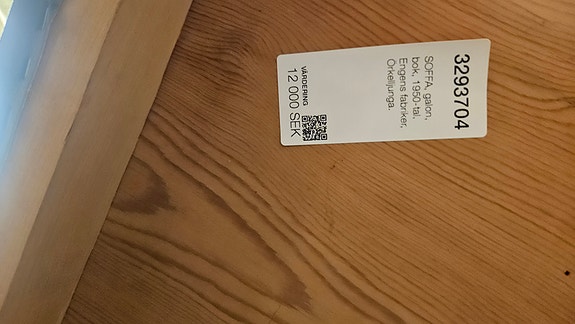 3293704
SOFFA, galon,
bok, 1950-tal,
Engens fabriker,
Örkelljunga.
VÄRDERING
12 000 SEK